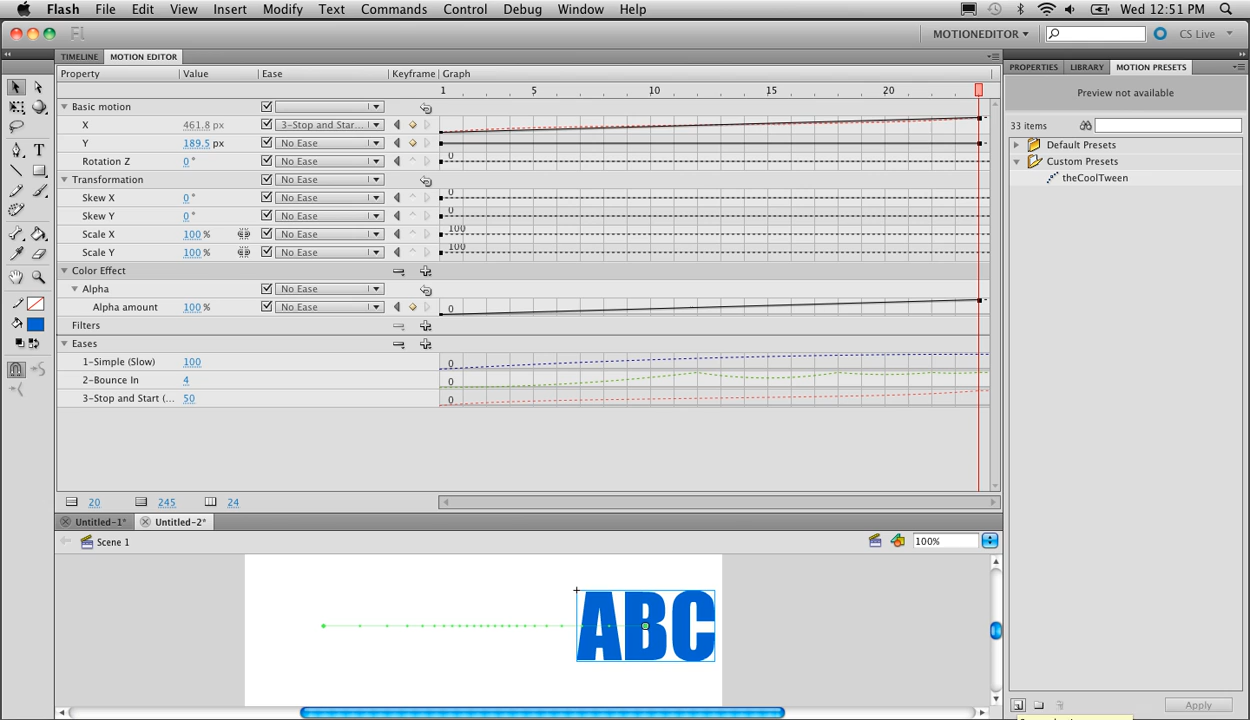 Flash File Edit View Insert Modify Text Commands Control Debug Window Help Wed 12:51 PM
Fl MOTIONEDITOR CS Live
TIMELINE MOTION EDITOR
Property Value Ease Keyframe Graph
1 5 10 15 20
Basic motion
X 461.8 px 3-Stop and Star...
Y 189.5 px No Ease
Rotation Z 0° No Ease 0
Transformation No Ease
Skew X 0° No Ease 0
Skew Y 0° No Ease 0
Scale X 100 % No Ease 100
Scale Y 100 % No Ease 100
Color Effect
Alpha No Ease
Alpha amount 100 % No Ease 0
Filters
Eases
1-Simple (Slow) 100 0
2-Bounce In 4 0
3-Stop and Start (... 50 0
20 245 24
Untitled-1* Untitled-2*
Scene 1 100%
ABC
PROPERTIES LIBRARY MOTION PRESETS
Preview not available
33 items
Default Presets
Custom Presets
theCoolTween
Apply